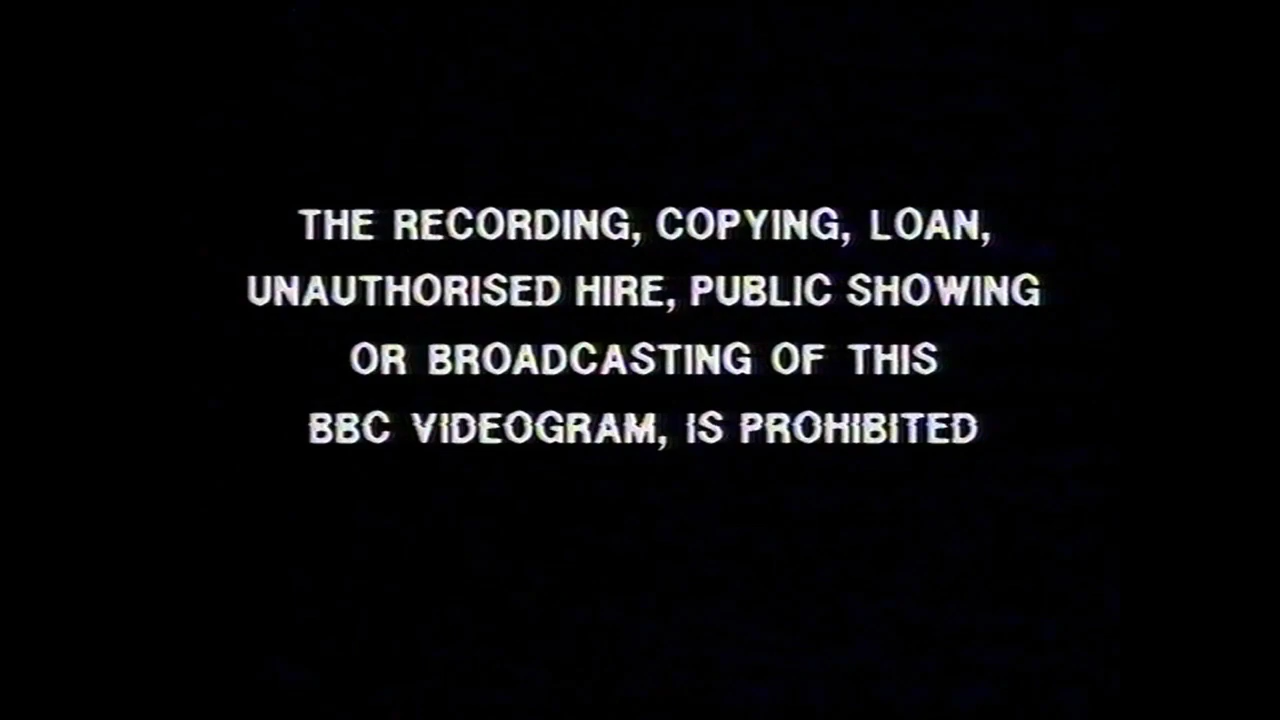 THE RECORDING, COPYING, LOAN,
UNAUTHORISED HIRE, PUBLIC SHOWING
OR BROADCASTING OF THIS
BBC VIDEOGRAM, IS PROHIBITED